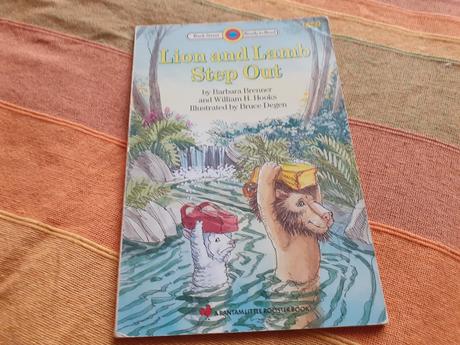 Bank Street Ready-to-Read
Lion and Lamb
Step Out
by Barbara Brenner
and William H. Hooks
Illustrated by Bruce Degen
A BANTAM LITTLE ROOSTER BOOK